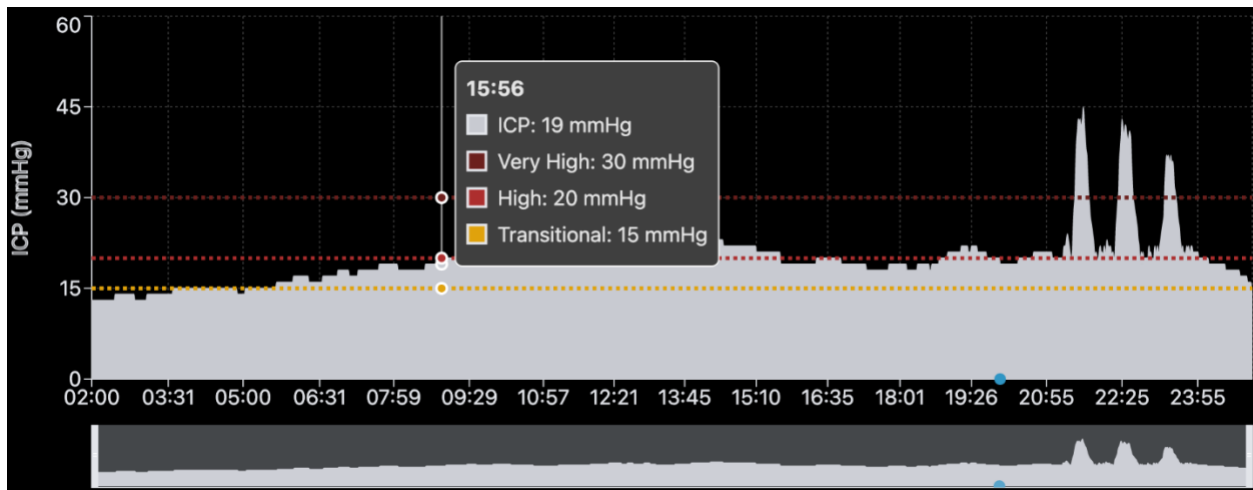 60
45
30
15
0
ICP (mmHg)
15:56
ICP: 19 mmHg
Very High: 30 mmHg
High: 20 mmHg
Transitional: 15 mmHg
02:00 03:31 05:00 06:31 07:59 09:29 10:57 12:21 13:45 15:10 16:35 18:01 19:26 20:55 22:25 23:55